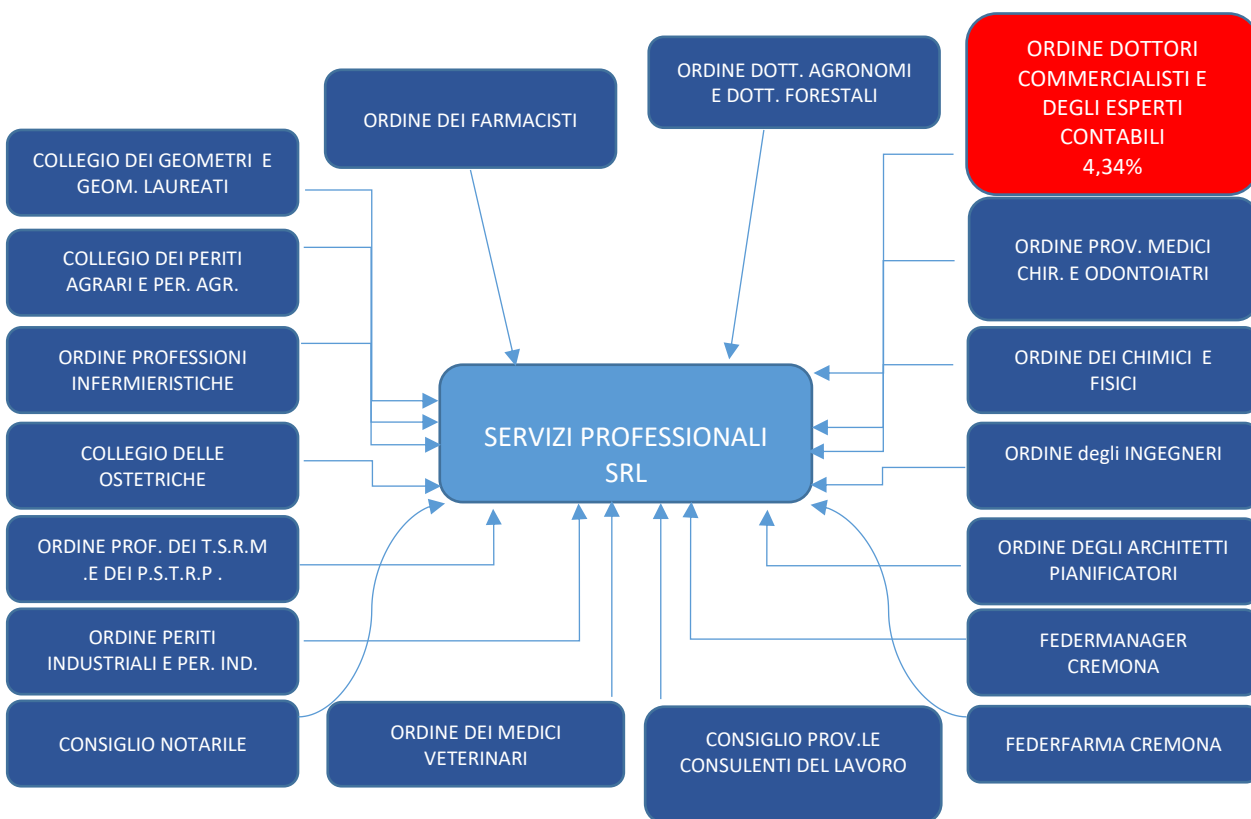 ORDINE DEI FARMACISTI
ORDINE DOTT. AGRONOMI
E DOTT. FORESTALI
ORDINE DOTTORI
COMMERCIALISTI E
DEGLI ESPERTI
CONTABILI
4,34%
COLLEGIO DEI GEOMETRI E
GEOM. LAUREATI
COLLEGIO DEI PERITI
AGRARI E PER. AGR.
ORDINE PROFESSIONI
INFERMIERISTICHE
COLLEGIO DELLE
OSTETRICHE
ORDINE PROF. DEI T.S.R.M
.E DEI P.S.T.R.P .
ORDINE PERITI
INDUSTRIALI E PER. IND.
CONSIGLIO NOTARILE
SERVIZI PROFESSIONALI
SRL
ORDINE PROV. MEDICI
CHIR. E ODONTOIATRI
ORDINE DEI CHIMICI E
FISICI
ORDINE degli INGEGNERI
ORDINE DEGLI ARCHITETTI
PIANIFICATORI
FEDERMANAGER
CREMONA
FEDERFARMA CREMONA
ORDINE DEI MEDICI
VETERINARI
CONSIGLIO PROV.LE
CONSULENTI DEL LAVORO